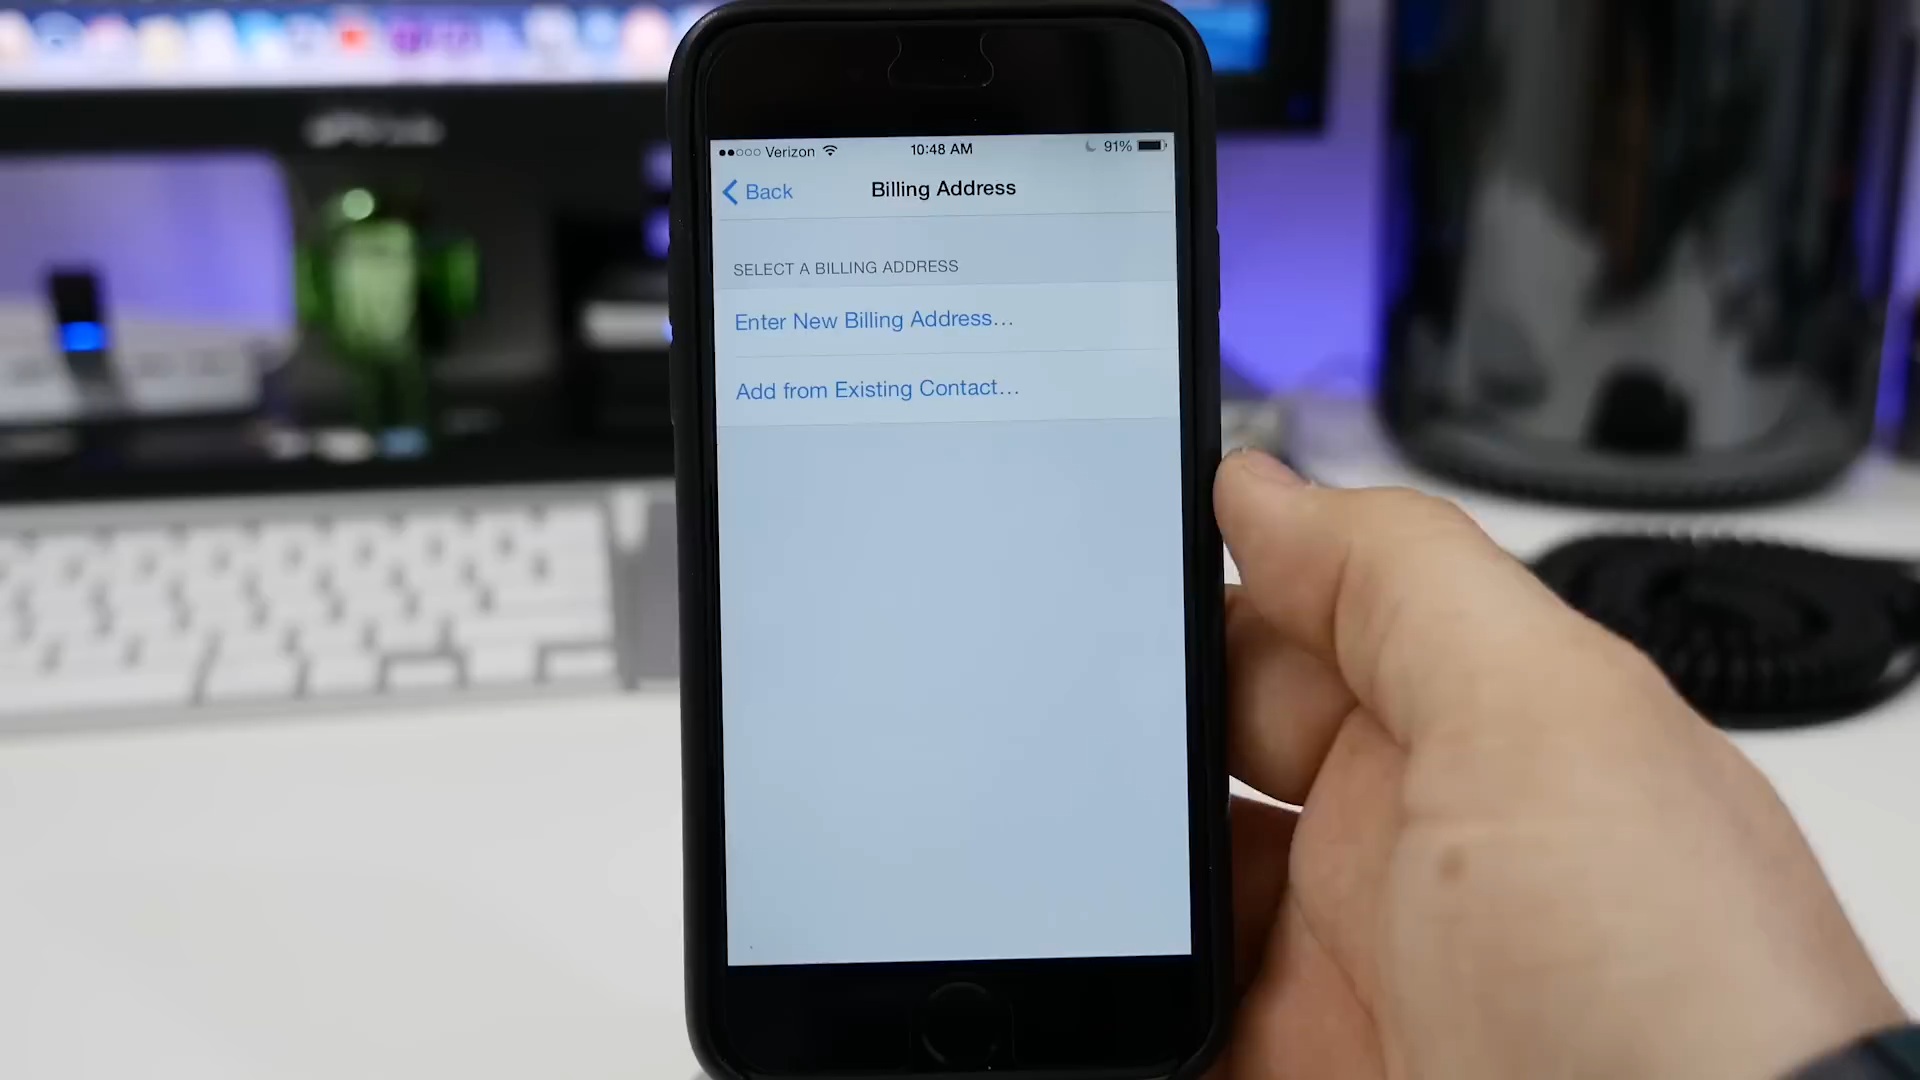 Verizon 10:48 AM 91%
Back Billing Address
SELECT A BILLING ADDRESS
Enter New Billing Address...
Add from Existing Contact...